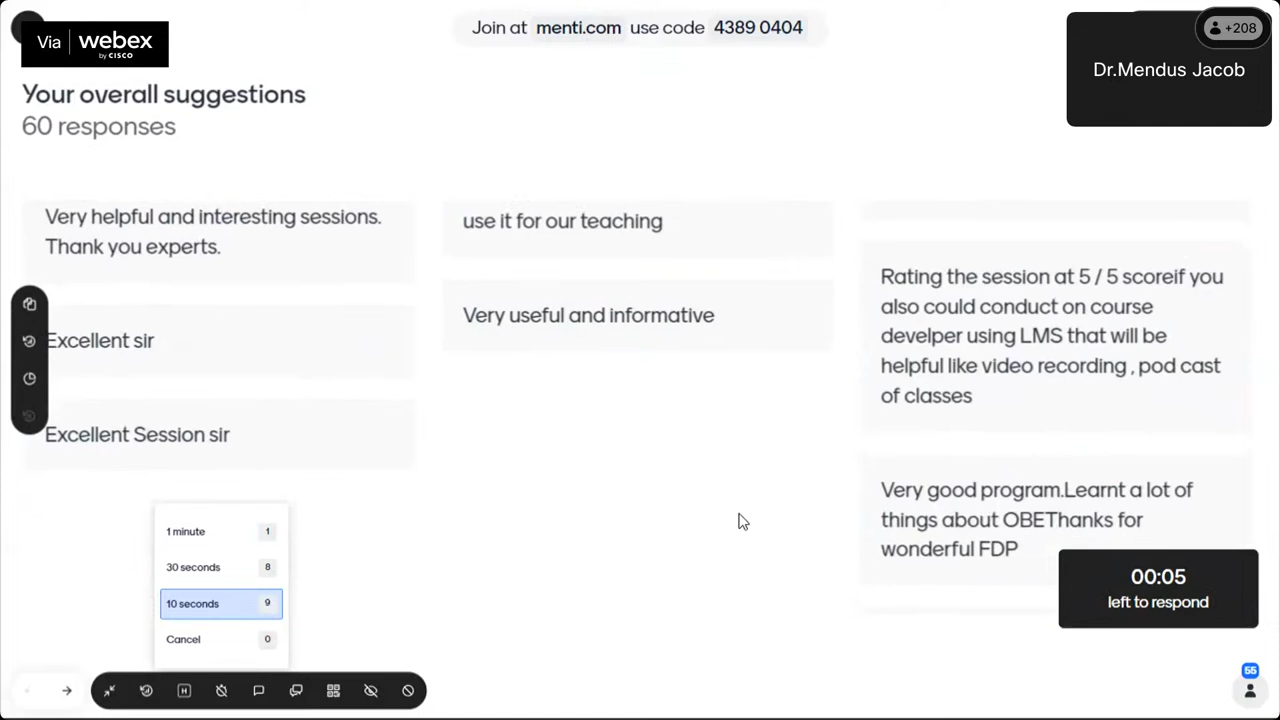 Join at menti.com use code 4389 0404
Via webex
by CISCO
+208
Dr.Mendus Jacob
Your overall suggestions
60 responses
Very helpful and interesting sessions.
Thank you experts.
Excellent sir
Excellent Session sir
use it for our teaching
Very useful and informative
Rating the session at 5 / 5 scoreif you
also could conduct on course
develper using LMS that will be
helpful like video recording , pod cast
of classes
Very good program.Learnt a lot of
things about OBEThanks for
wonderful FDP
1 minute 1
30 seconds 8
10 seconds 9
Cancel 0
00:05
left to respond
H
55